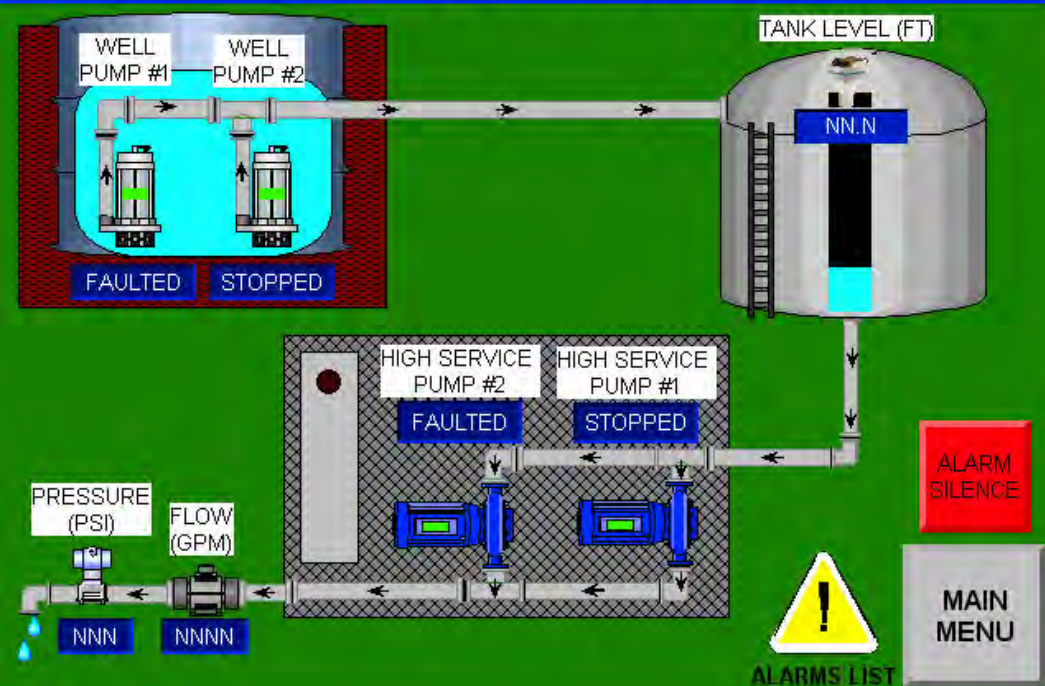 TANK LEVEL (FT)
WELL
PUMP #1
WELL
PUMP #2
NN.N
FAULTED
STOPPED
HIGH SERVICE
PUMP #2
HIGH SERVICE
PUMP #1
FAULTED
STOPPED
ALARM
SILENCE
PRESSURE
(PSI)
FLOW
(GPM)
!
MAIN
MENU
NNN
NNNN
ALARMS LIST